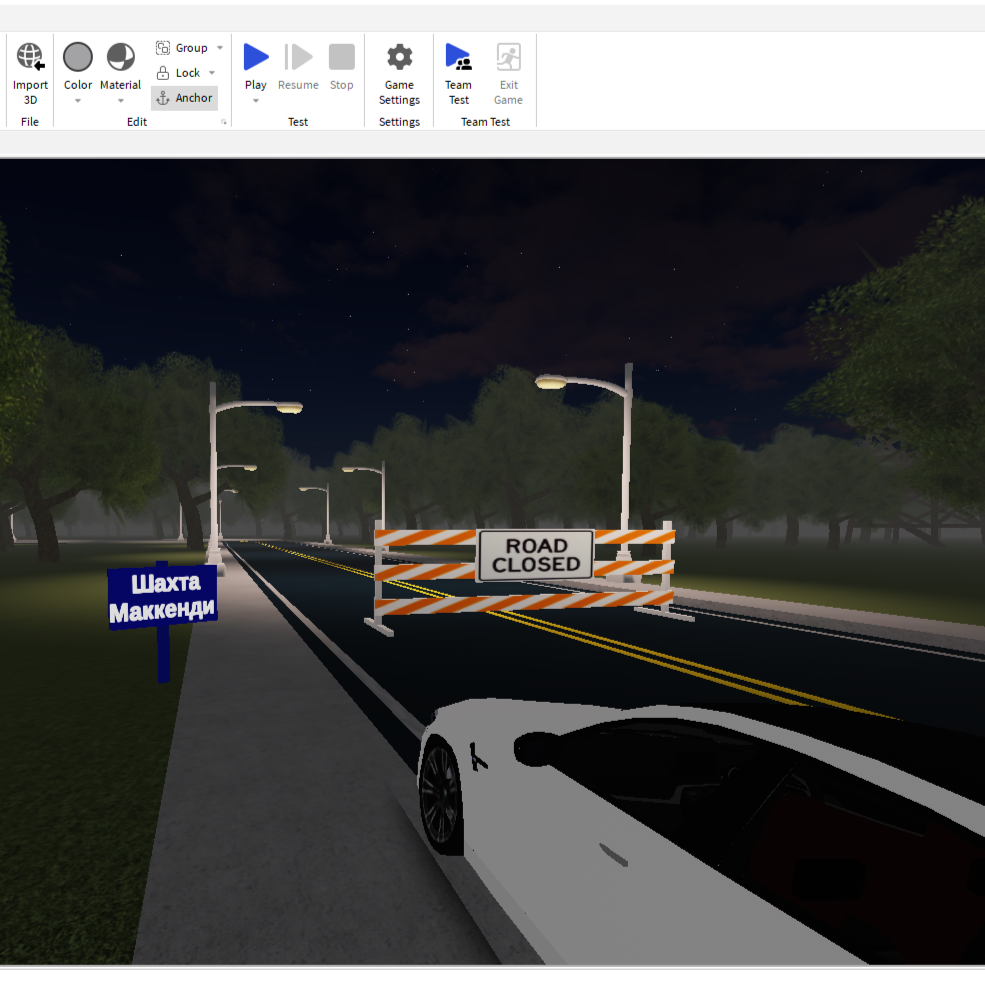 Import
3D
File
Color
Material
Group
Lock
Anchor
Edit
Play
Resume
Stop
Test
Game
Settings
Settings
Team
Test
Exit
Game
Team Test
ROAD
CLOSED
Шахта
Маккенди